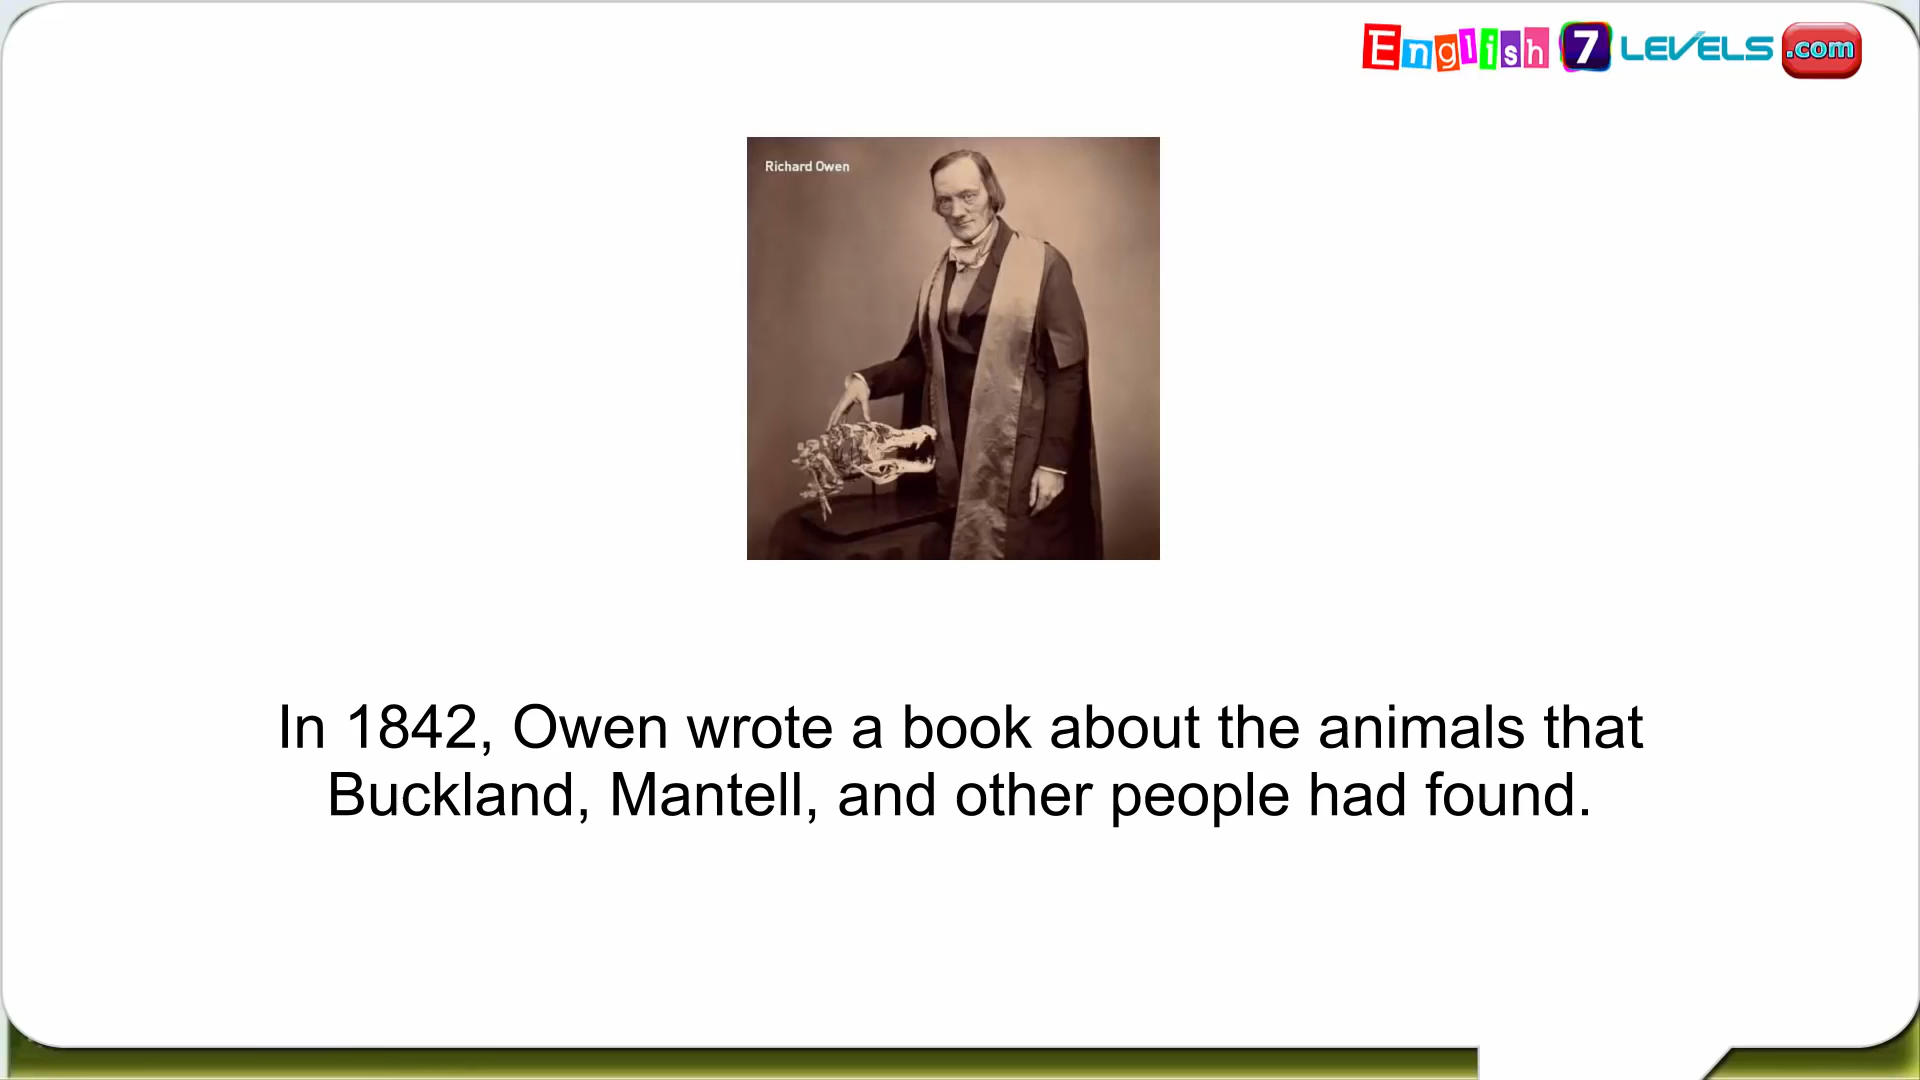 English 7 LEVELS .com
Richard Owen
In 1842, Owen wrote a book about the animals that
Buckland, Mantell, and other people had found.